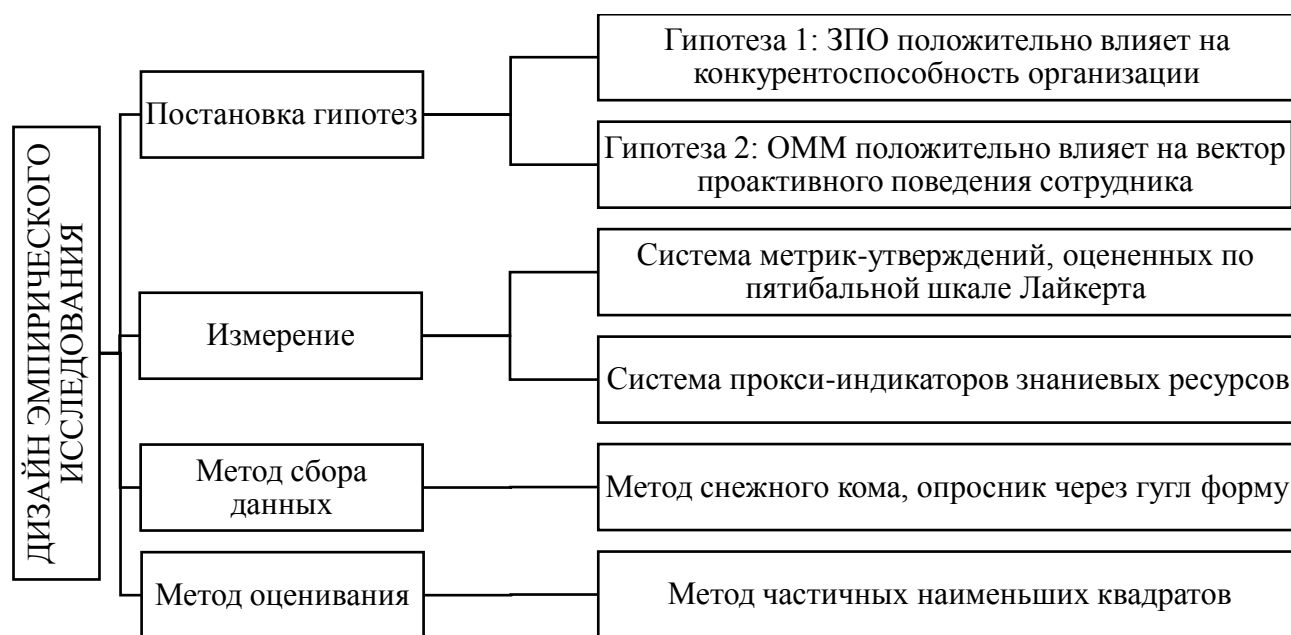 ДИЗАЙН ЭМПИРИЧЕСКОГО
ИССЛЕДОВАНИЯ
Постановка гипотез
Гипотеза 1: ЗПО положительно влияет на
конкурентоспособность организации
Гипотеза 2: ОММ положительно влияет на вектор
проактивного поведения сотрудника
Измерение
Система метрик-утверждений, оцененных по
пятибальной шкале Лайкерта
Система прокси-индикаторов знаниевых ресурсов
Метод сбора
данных
Метод снежного кома, опросник через гугл форму
Метод оценивания
Метод частичных наименьших квадратов